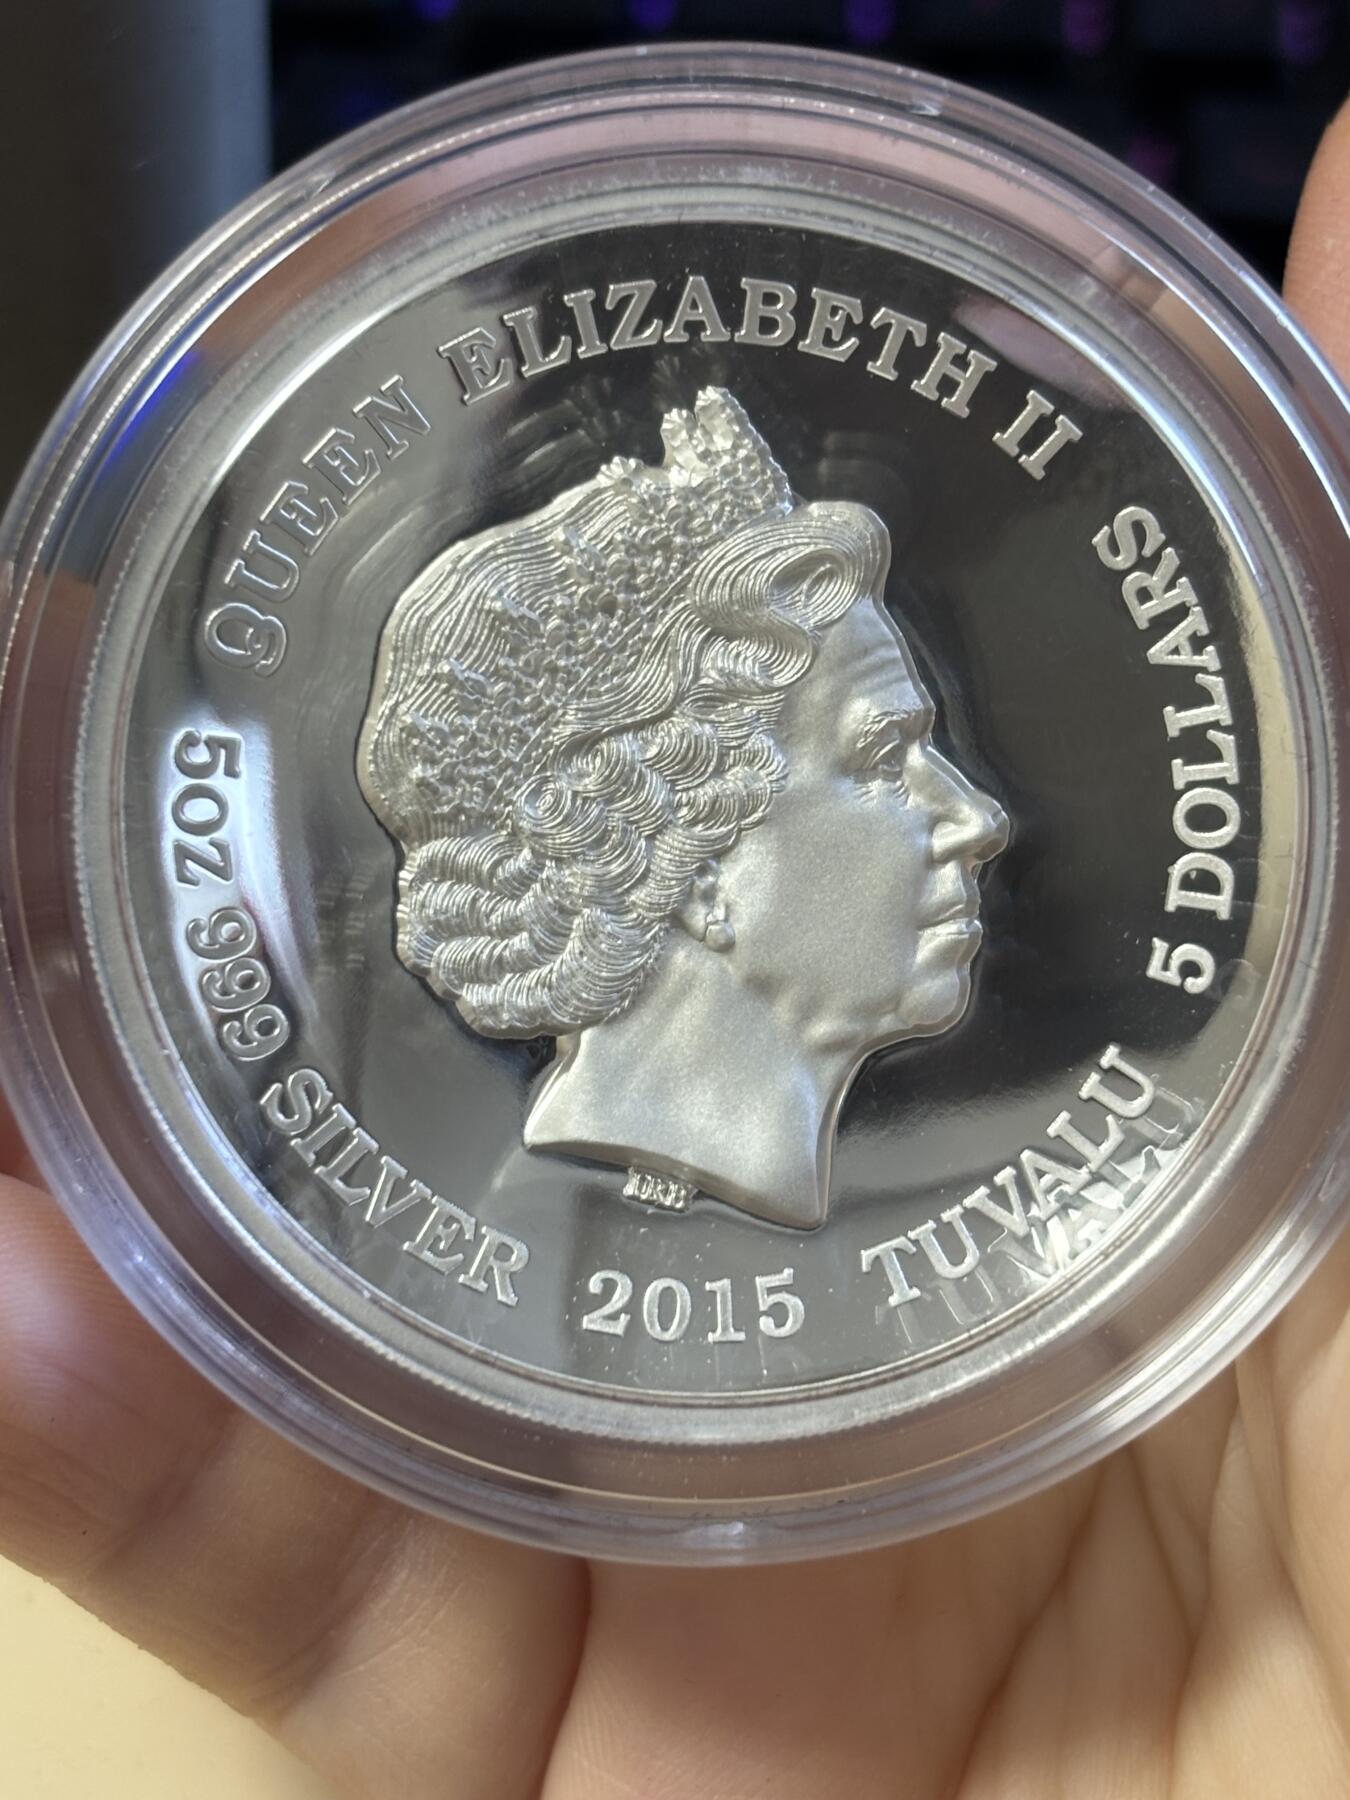 QUEEN ELIZABETH II
5 DOLLARS
TUVALU
2015
5OZ 999 SILVER
IRB